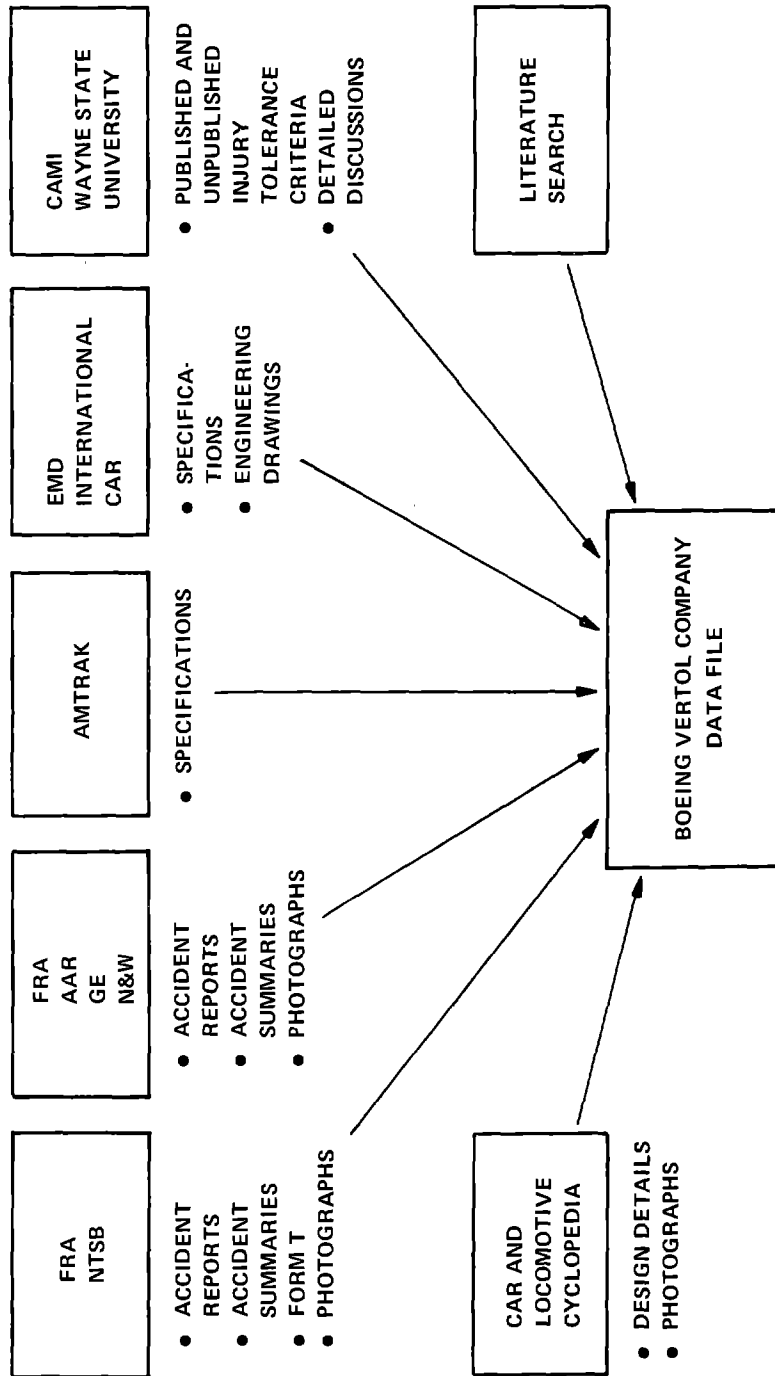 FRA
NTSB
● ACCIDENT
REPORTS
● ACCIDENT
SUMMARIES
● FORM T
● PHOTOGRAPHS
FRA
AAR
GE
N&W
● ACCIDENT
REPORTS
● ACCIDENT
SUMMARIES
● PHOTOGRAPHS
AMTRAK
● SPECIFICATIONS
EMD
INTERNATIONAL
CAR
● SPECIFICA-
TIONS
● ENGINEERING
DRAWINGS
CAMI
WAYNE STATE
UNIVERSITY
● PUBLISHED AND
UNPUBLISHED
INJURY
TOLERANCE
CRITERIA
● DETAILED
DISCUSSIONS
CAR AND
LOCOMOTIVE
CYCLOPEDIA
● DESIGN DETAILS
● PHOTOGRAPHS
BOEING VERTOL COMPANY
DATA FILE
LITERATURE
SEARCH